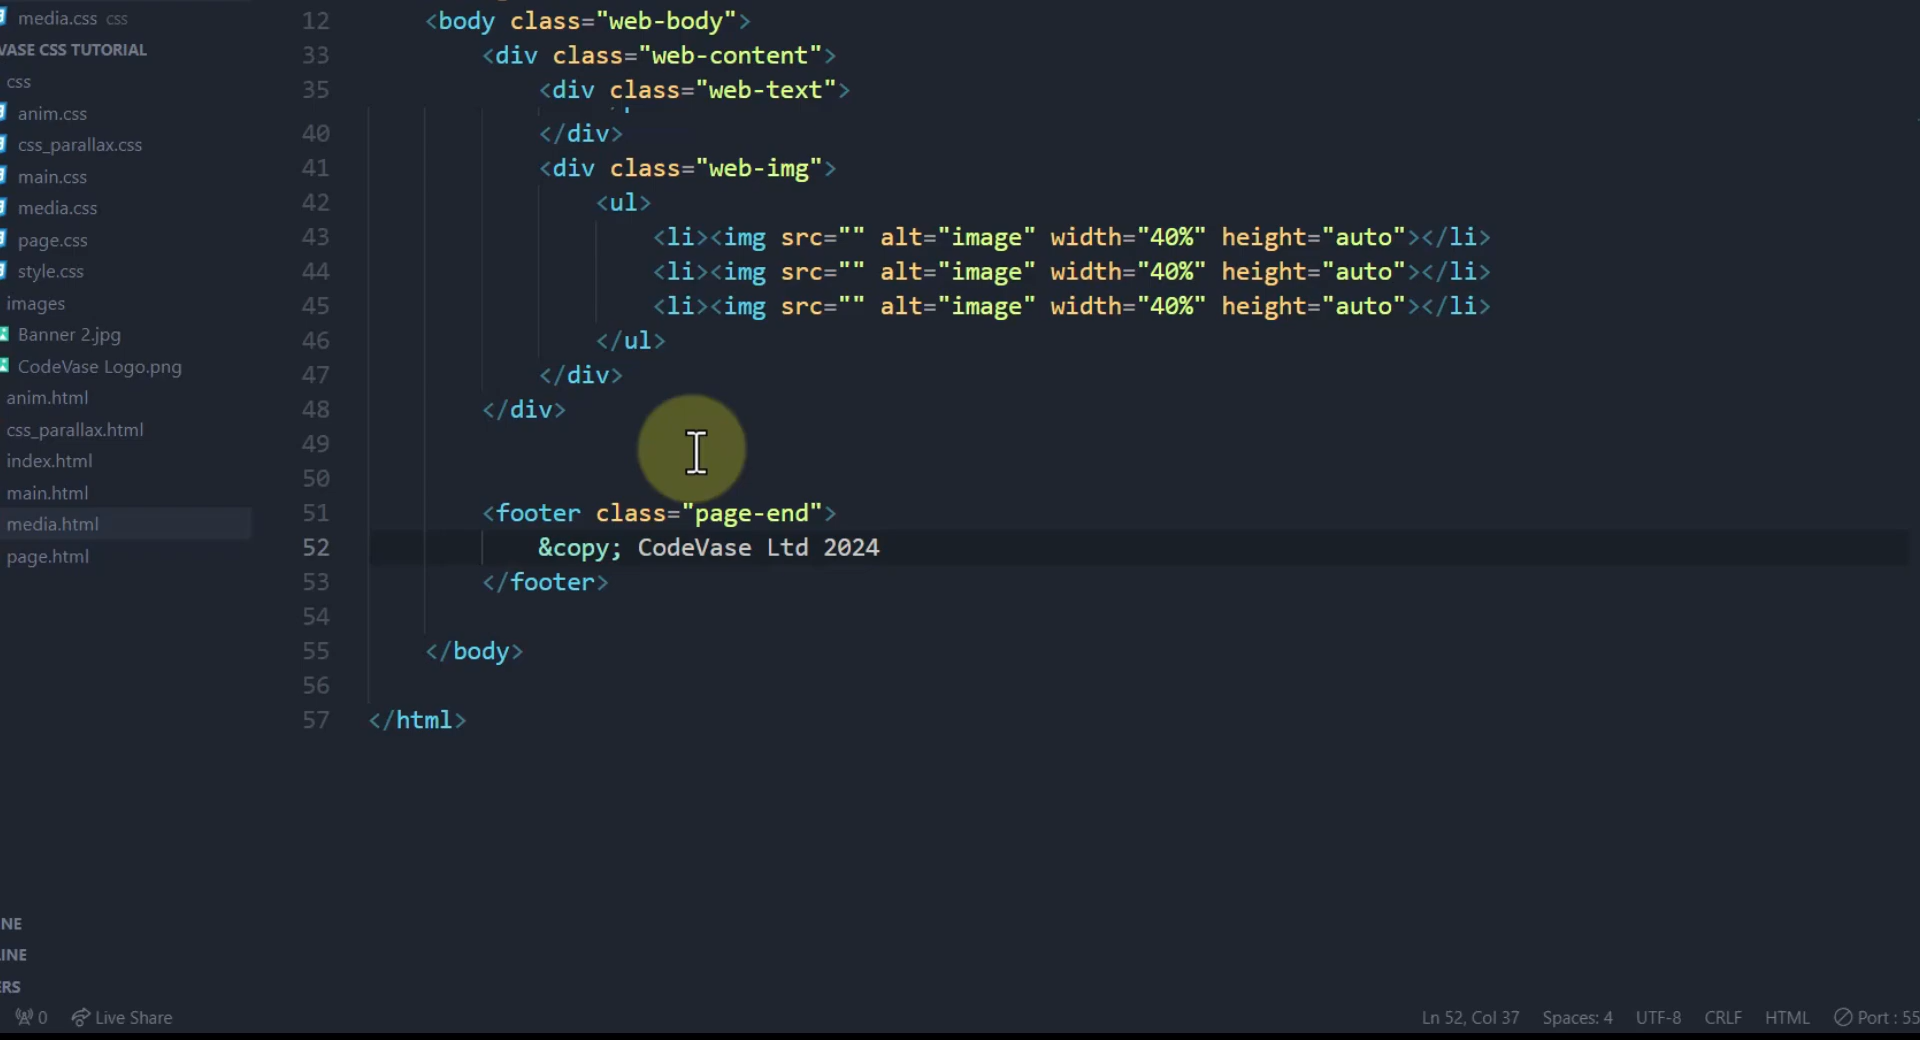 media.css css
VASE CSS TUTORIAL
css
anim.css
css_parallax.css
main.css
media.css
page.css
style.css
images
Banner 2.jpg
CodeVase Logo.png
anim.html
css_parallax.html
index.html
main.html
media.html
page.html
NE
INE
ERS
12 <body class="web-body">
33 <div class="web-content">
35 <div class="web-text">
40 </div>
41 <div class="web-img">
42 <ul>
43 <li><img src="" alt="image" width="40%" height="auto"></li>
44 <li><img src="" alt="image" width="40%" height="auto"></li>
45 <li><img src="" alt="image" width="40%" height="auto"></li>
46 </ul>
47 </div>
48 </div>
49
50
51 <footer class="page-end">
52 &copy; CodeVase Ltd 2024
53 </footer>
54
55 </body>
56
57 </html>
0 Live Share Ln 52, Col 37 Spaces: 4 UTF-8 CRLF HTML Port : 55